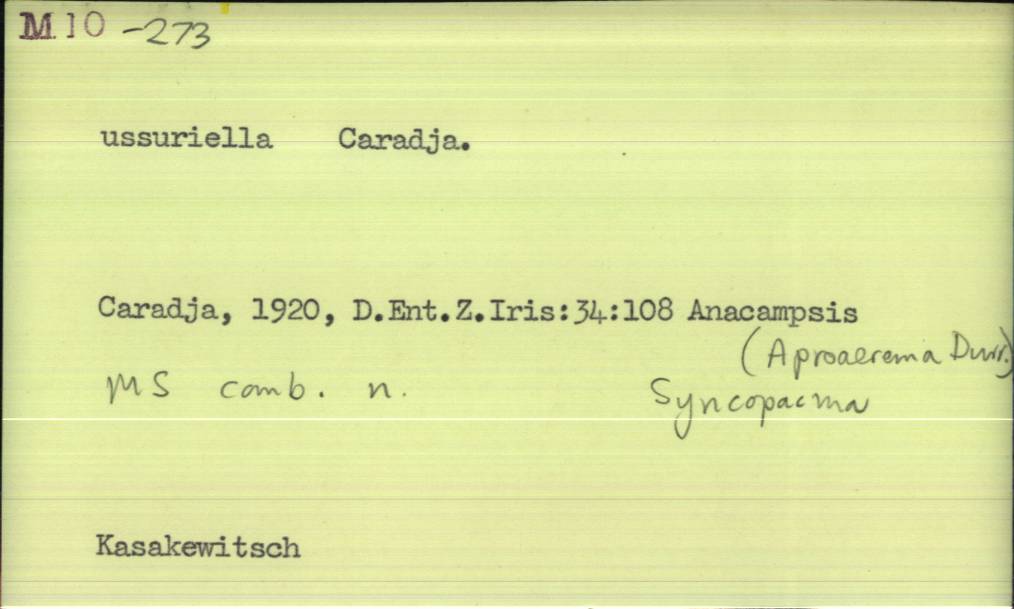 M 10 -273
ussuriella Caradja.
Caradja, 1920, D.Ent.Z.Iris:34:108 Anacampsis
(Aproaerema Durr.)
MS comb. n. Syncopacma
Kasakewitsch